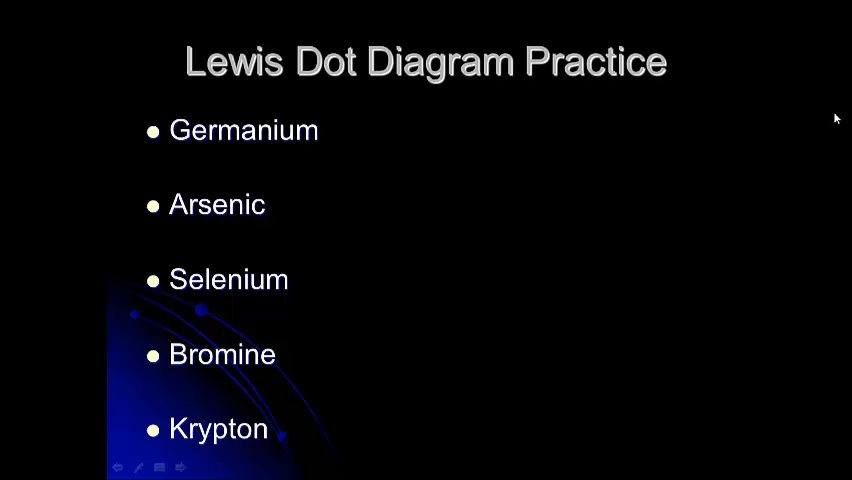 Lewis Dot Diagram Practice
Germanium
Arsenic
Selenium
Bromine
Krypton